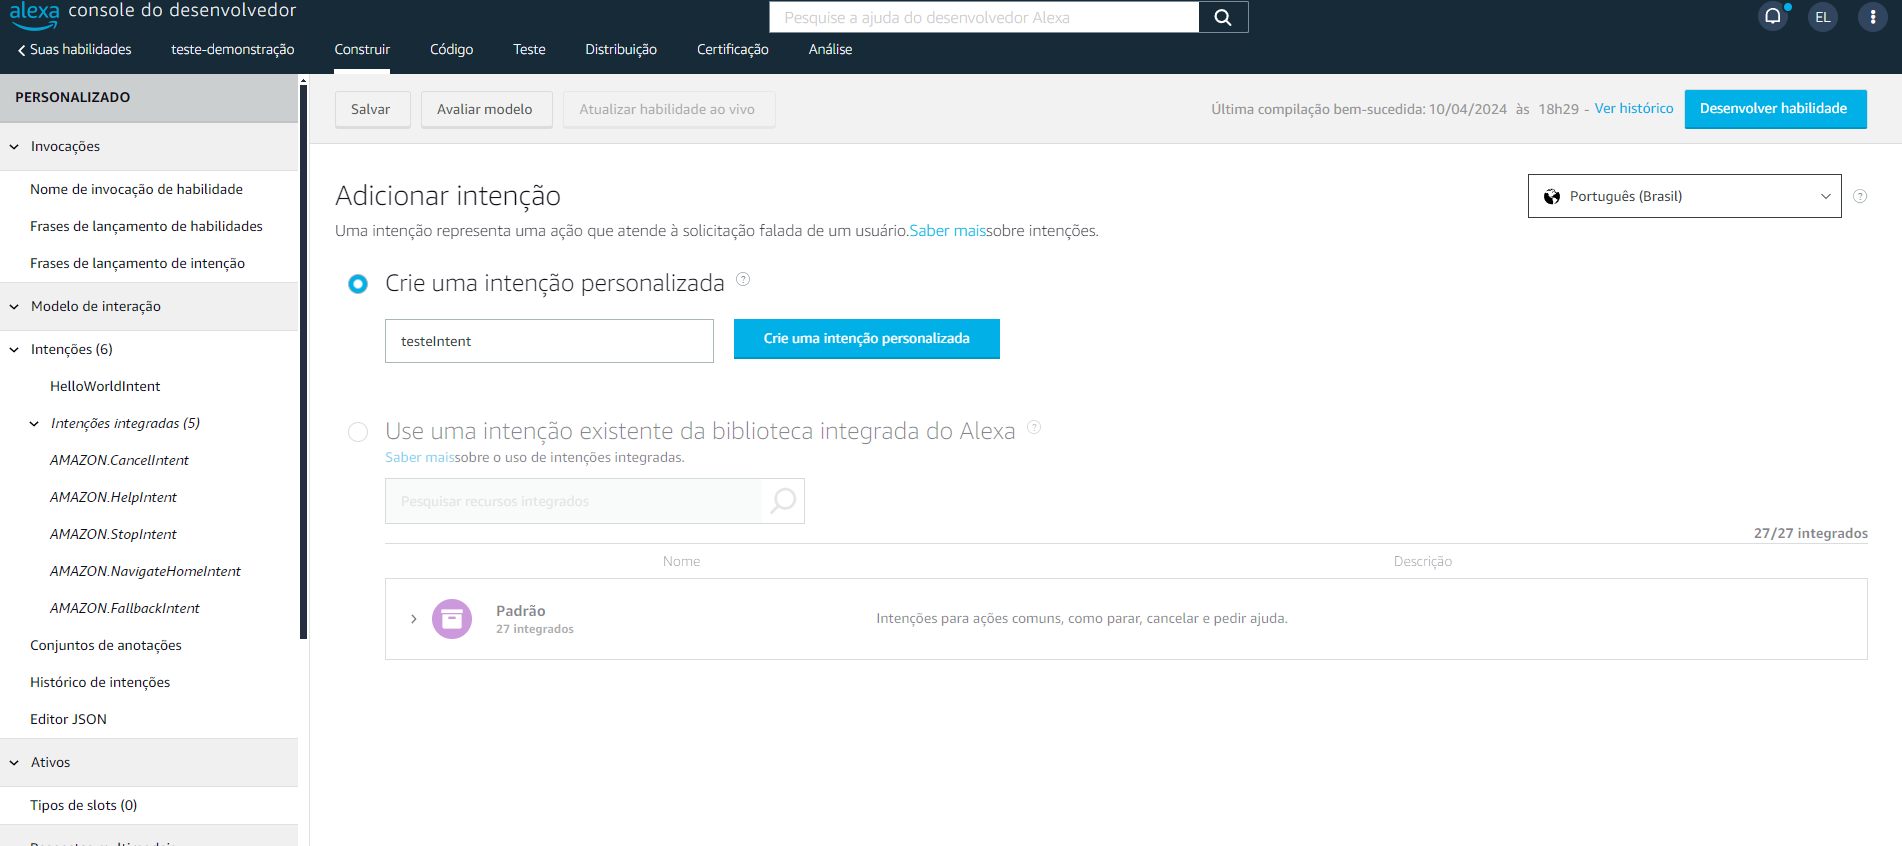 alexa console do desenvolvedor
Pesquise a ajuda do desenvolvedor Alexa
EL
Suas habilidades teste-demonstração Construir Código Teste Distribuição Certificação Análise
PERSONALIZADO
Invocações
Nome de invocação de habilidade
Frases de lançamento de habilidades
Frases de lançamento de intenção
Modelo de interação
Intenções (6)
HelloWorldIntent
Intenções integradas (5)
AMAZON.CancelIntent
AMAZON.HelpIntent
AMAZON.StopIntent
AMAZON.NavigateHomeIntent
AMAZON.FallbackIntent
Conjuntos de anotações
Histórico de intenções
Editor JSON
Ativos
Tipos de slots (0)
Salvar Avaliar modelo Atualizar habilidade ao vivo Última compilação bem-sucedida: 10/04/2024 às 18h29 - Ver histórico Desenvolver habilidade
Adicionar intenção
Português (Brasil) ?
Uma intenção representa uma ação que atende à solicitação falada de um usuário.Saber maissobre intenções.
Crie uma intenção personalizada ?
testeIntent Crie uma intenção personalizada
Use uma intenção existente da biblioteca integrada do Alexa ?
Saber maissobre o uso de intenções integradas.
Pesquisar recursos integrados
27/27 integrados
Nome Descrição
Padrão
27 integrados
Intenções para ações comuns, como parar, cancelar e pedir ajuda.